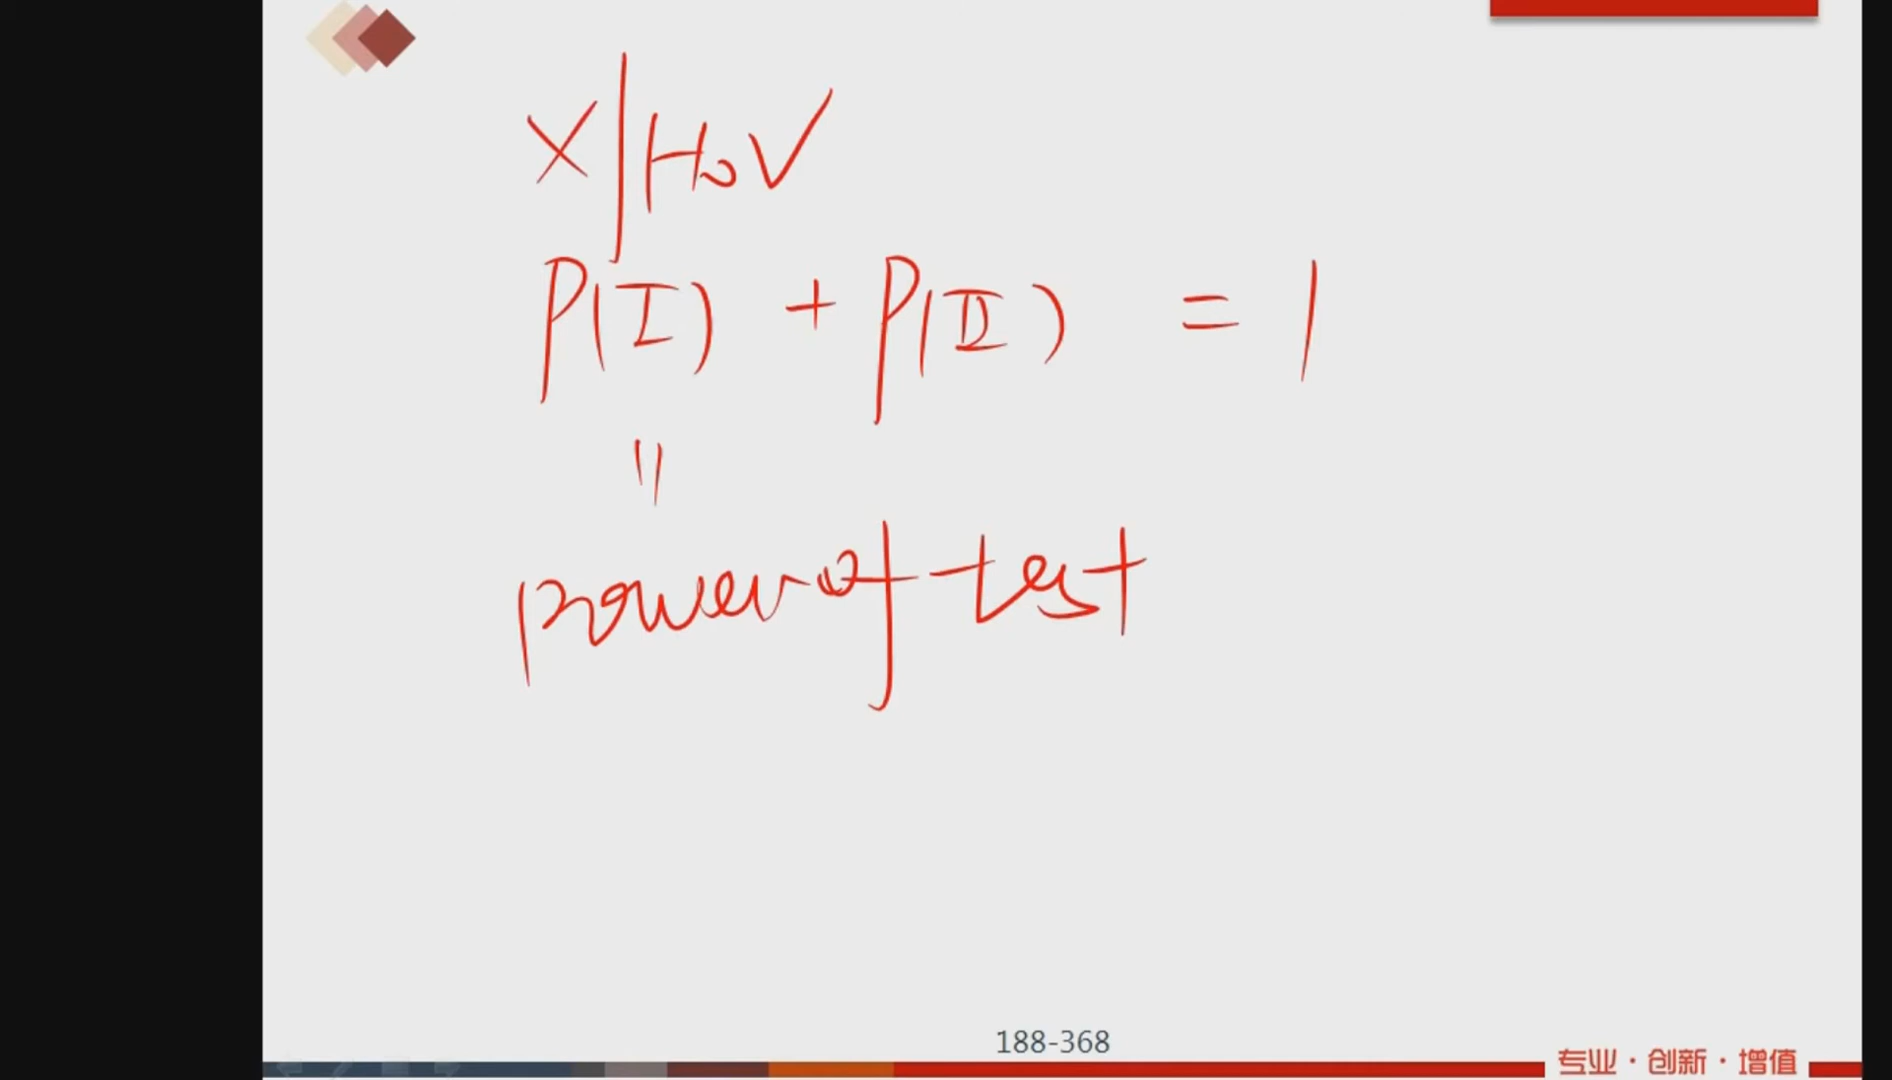 ×|H₀√
P(I) + P(II) = 1
=
power of test
188-368
专业·创新·增值